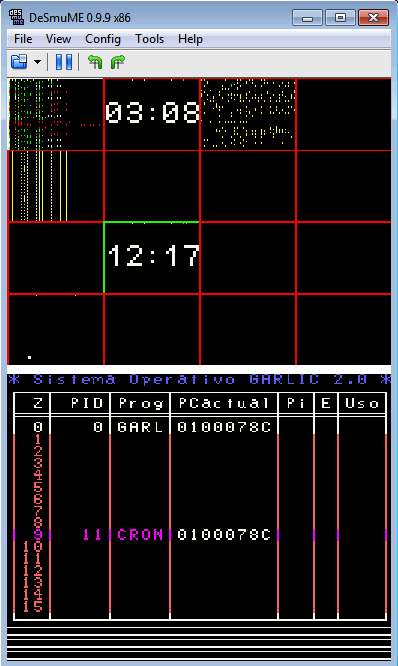 DeSmuME 0.9.9 x86
File View Config Tools Help
03:08
12:17
* Sistema Operativo GARLIC 2.0 *
Z PID Prog PCactual Pi E Uso
0 0 GARL 0100078C
1
2
3
4
5
6
7
8
9 11 CRON 0100078C
10
11
12
13
14
15